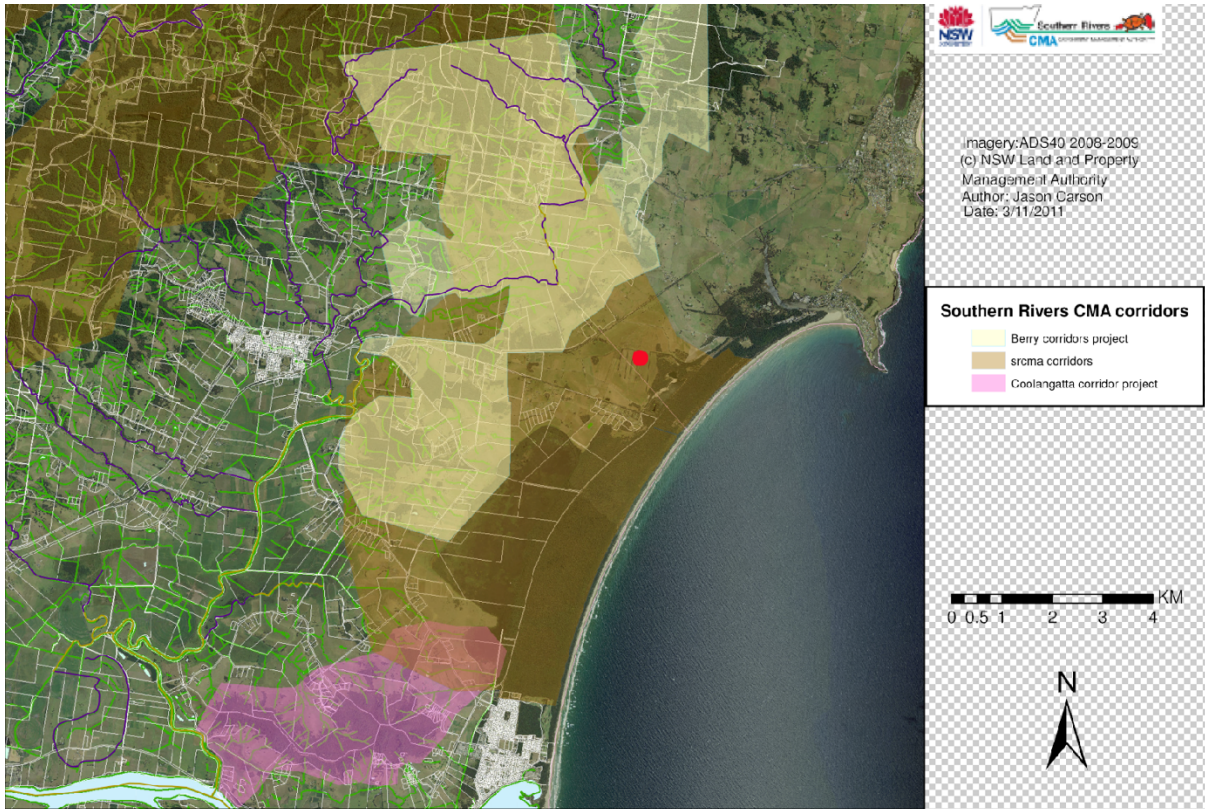 NSW
Southern Rivers
CMA
Imagery:ADS40 2008-2009
(c) NSW Land and Property
Management Authority
Author: Jason Carson
Date: 3/11/2011
Southern Rivers CMA corridors
Berry corridors project
srcma corridors
Coolangatta corridor project
KM
0 0.5 1 2 3 4
N